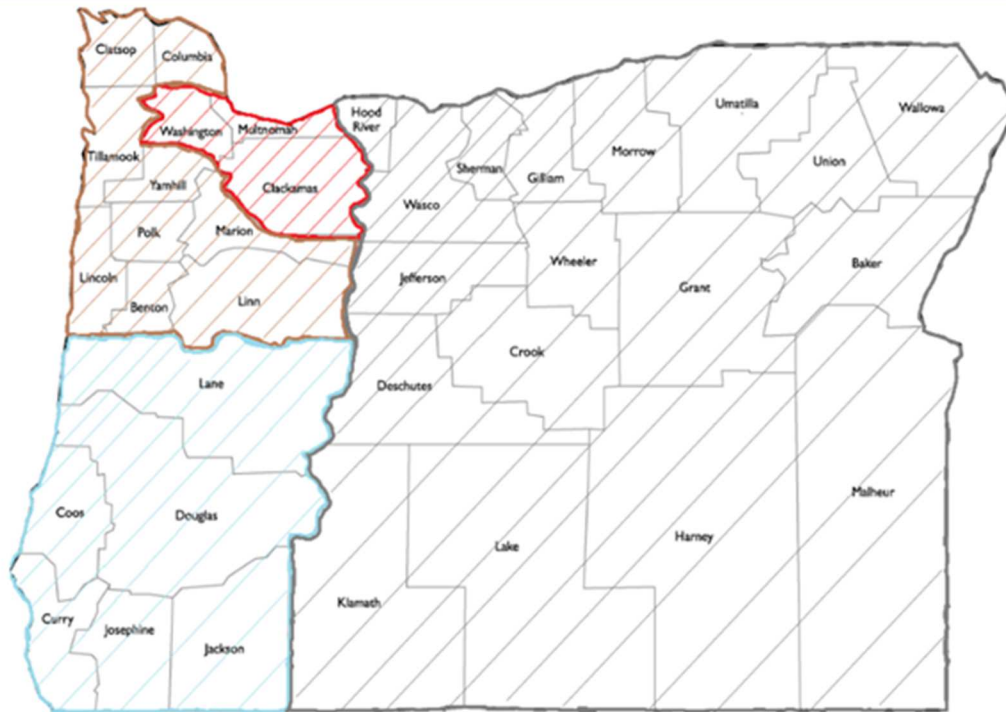 Clatsop
Columbia
Washington
Multnomah
Hood
River
Tillamook
Yamhill
Clackamas
Polk
Marion
Lincoln
Benton
Linn
Wasco
Sherman
Gilliam
Morrow
Umatilla
Union
Wallowa
Jefferson
Wheeler
Grant
Baker
Crook
Deschutes
Lane
Coos
Douglas
Curry
Josephine
Jackson
Klamath
Lake
Harney
Malheur